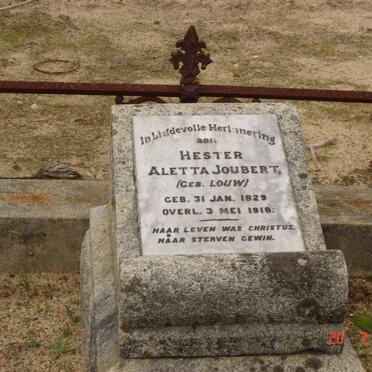 In Liefdevolle Herinnering
aan
HESTER
ALETTA JOUBERT,
(GEB. LOUW)
GEB. 31 JAN. 1829
OVERL. 3 MEI 1918.
HAAR LEVEN WAS CHRISTUS,
HAAR STERVEN GEWIN.
20